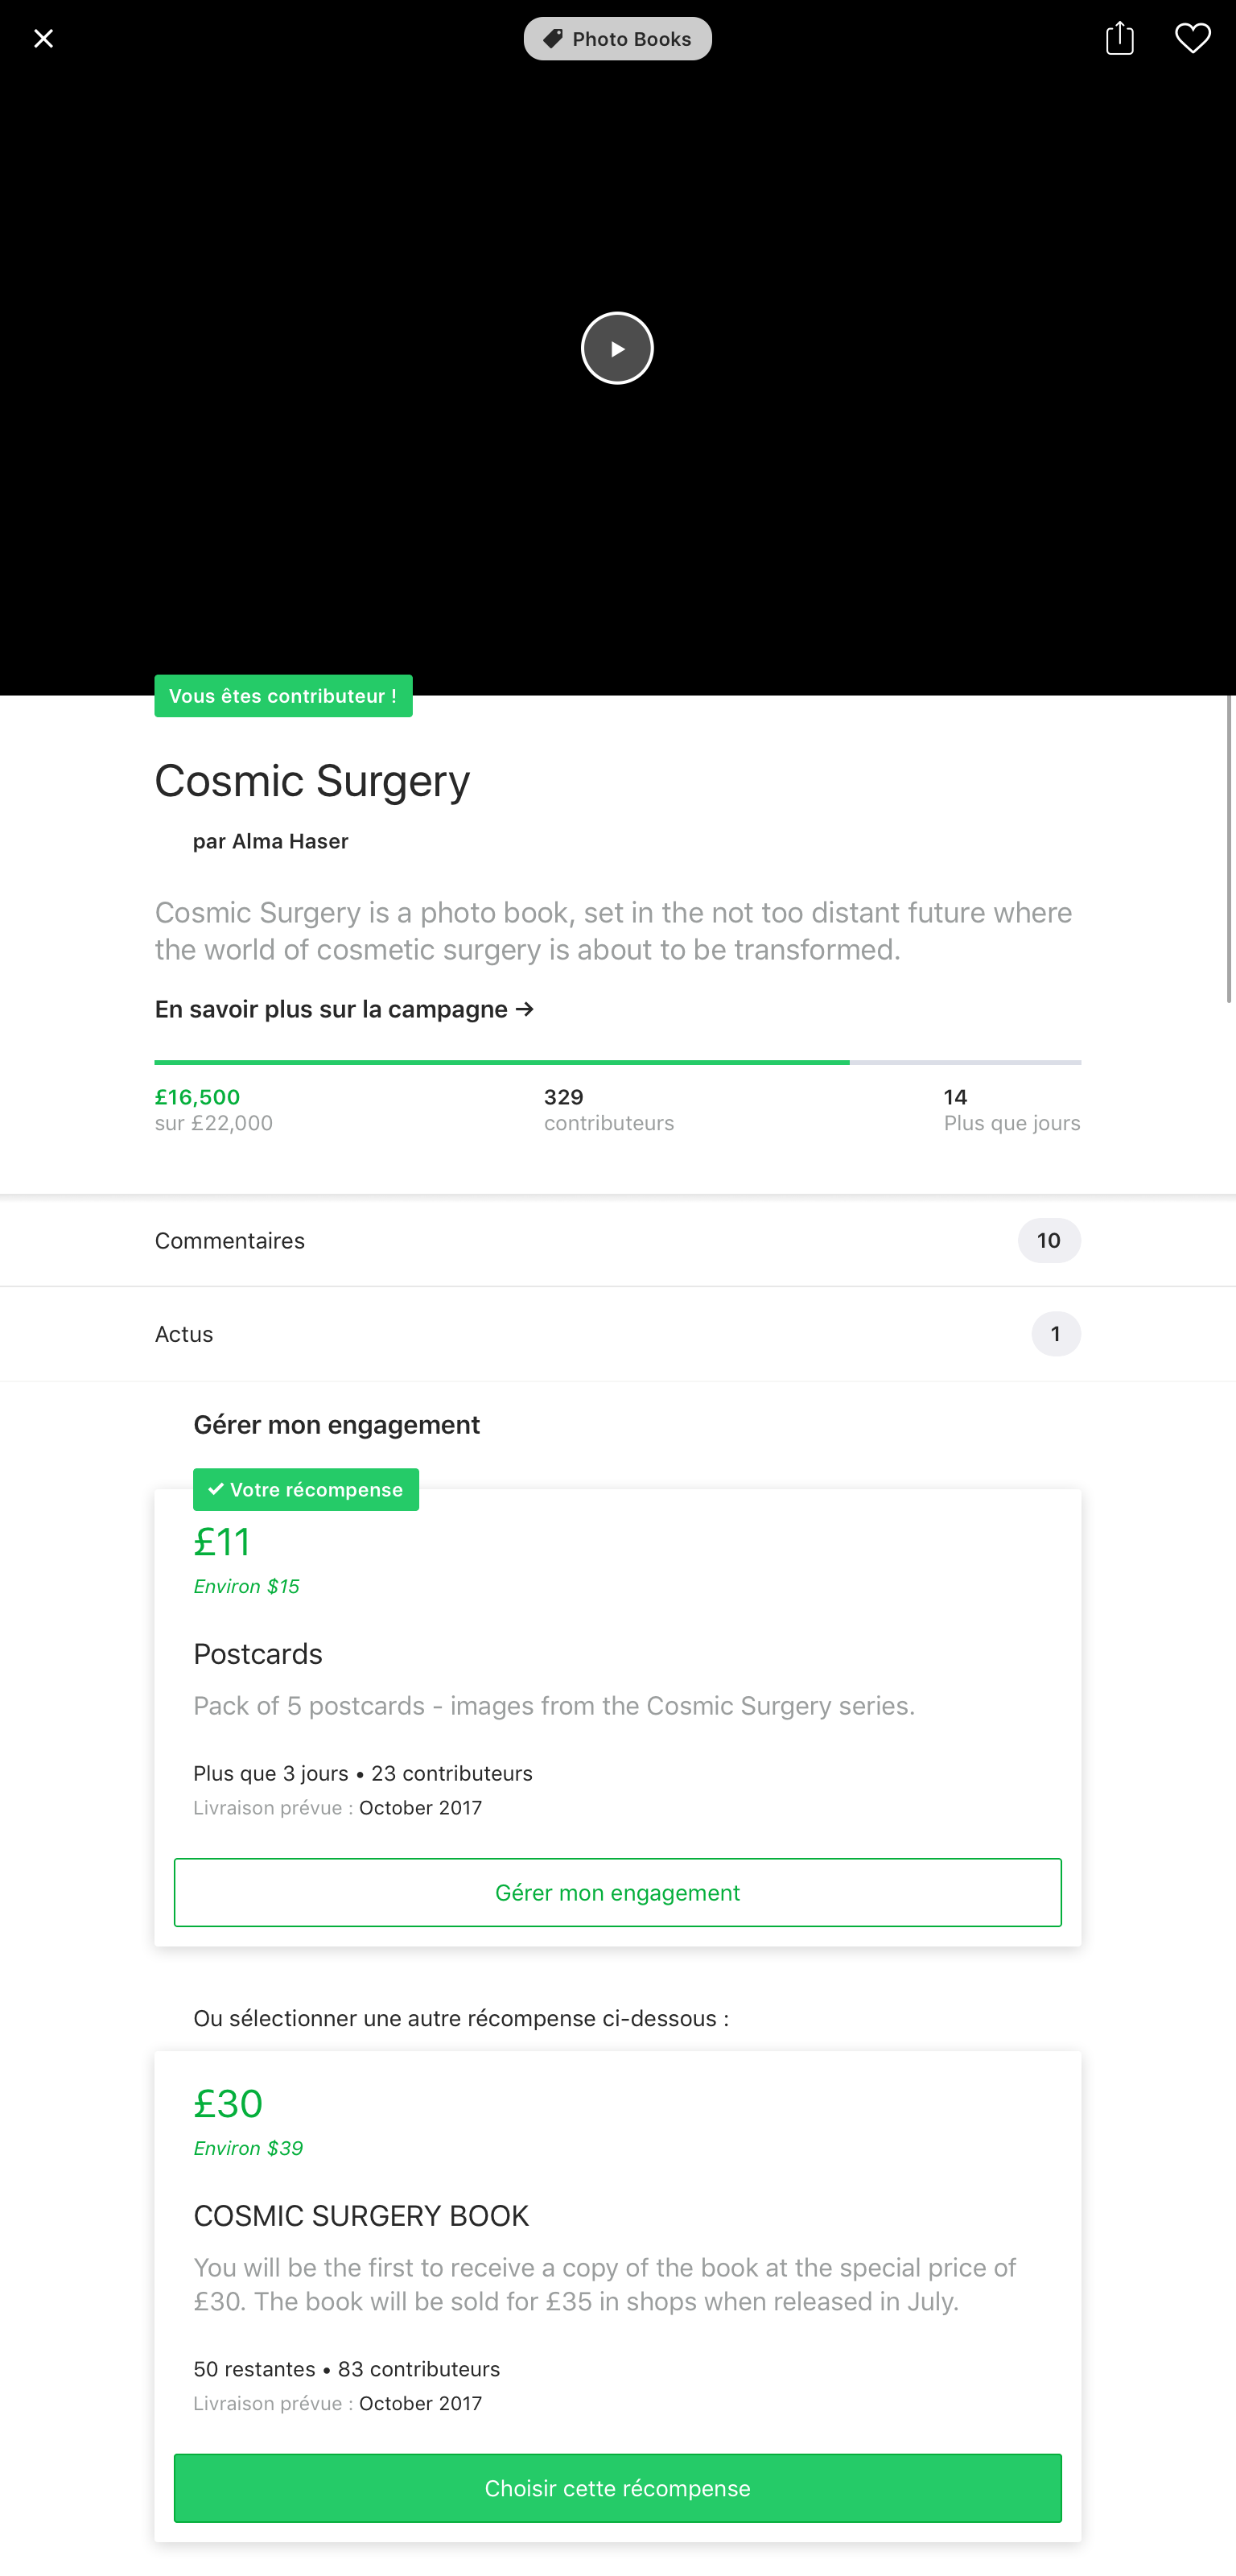 Photo Books
Vous êtes contributeur !
Cosmic Surgery
par Alma Haser
Cosmic Surgery is a photo book, set in the not too distant future where
the world of cosmetic surgery is about to be transformed.
En savoir plus sur la campagne →
£16,500
sur £22,000
329
contributeurs
14
Plus que jours
Commentaires
10
Actus
1
Gérer mon engagement
✓ Votre récompense
£11
Environ $15
Postcards
Pack of 5 postcards - images from the Cosmic Surgery series.
Plus que 3 jours • 23 contributeurs
Livraison prévue : October 2017
Gérer mon engagement
Ou sélectionner une autre récompense ci-dessous :
£30
Environ $39
COSMIC SURGERY BOOK
You will be the first to receive a copy of the book at the special price of
£30. The book will be sold for £35 in shops when released in July.
50 restantes • 83 contributeurs
Livraison prévue : October 2017
Choisir cette récompense